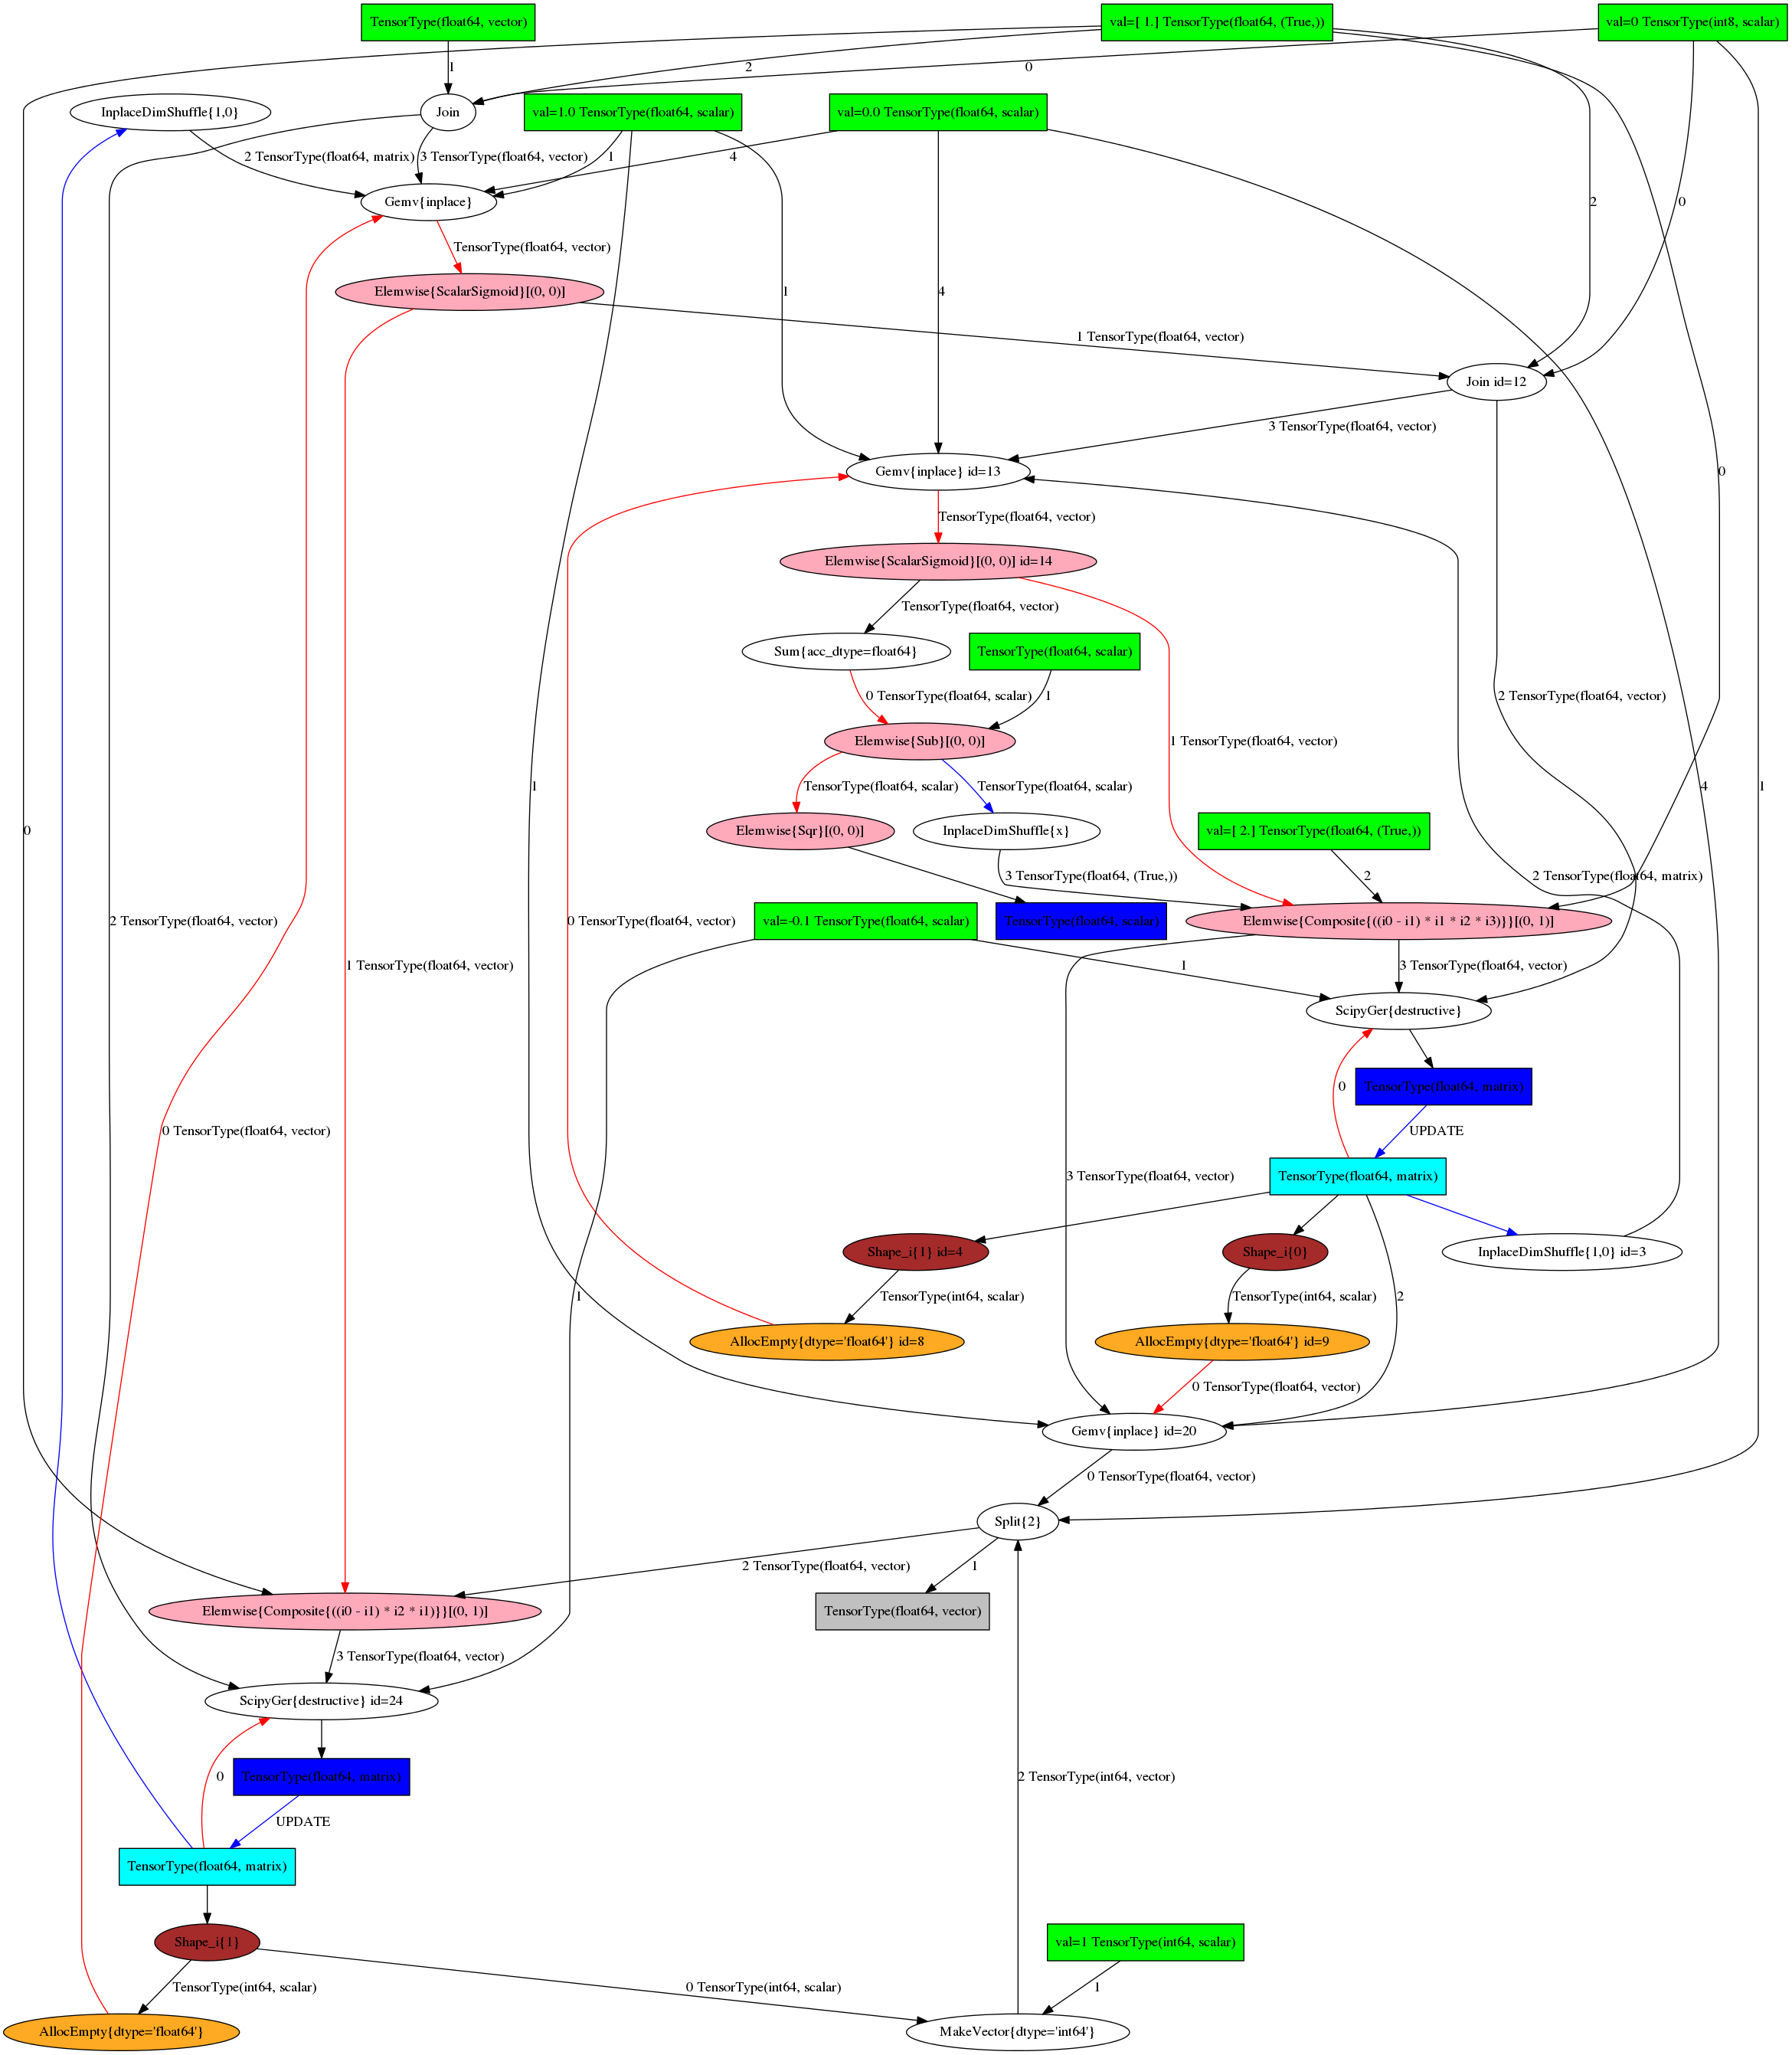 TensorType(float64, vector)
val=[ 1.] TensorType(float64, (True,))
val=0 TensorType(int8, scalar)
1
2
0
InplaceDimShuffle{1,0}
Join
val=1.0 TensorType(float64, scalar)
val=0.0 TensorType(float64, scalar)
2 TensorType(float64, matrix)
3 TensorType(float64, vector)
1
4
Gemv{inplace}
2
0
TensorType(float64, vector)
Elemwise{ScalarSigmoid}[(0, 0)]
1
4
1 TensorType(float64, vector)
Join id=12
3 TensorType(float64, vector)
Gemv{inplace} id=13
0
TensorType(float64, vector)
Elemwise{ScalarSigmoid}[(0, 0)] id=14
TensorType(float64, vector)
Sum{acc_dtype=float64}
TensorType(float64, scalar)
0 TensorType(float64, scalar)
1
2 TensorType(float64, vector)
Elemwise{Sub}[(0, 0)]
1 TensorType(float64, vector)
1
TensorType(float64, scalar)
TensorType(float64, scalar)
4
1
0
Elemwise{Sqr}[(0, 0)]
InplaceDimShuffle{x}
val=[ 2.] TensorType(float64, (True,))
3 TensorType(float64, (True,))
2
2 TensorType(float64, matrix)
2 TensorType(float64, vector)
0 TensorType(float64, vector)
val=-0.1 TensorType(float64, scalar)
TensorType(float64, scalar)
Elemwise{Composite{((i0 - i1) * i1 * i2 * i3)}}[(0, 1)]
1 TensorType(float64, vector)
1
3 TensorType(float64, vector)
ScipyGer{destructive}
0
TensorType(float64, matrix)
0 TensorType(float64, vector)
UPDATE
3 TensorType(float64, vector)
TensorType(float64, matrix)
Shape_i{1} id=4
Shape_i{0}
InplaceDimShuffle{1,0} id=3
1
TensorType(int64, scalar)
TensorType(int64, scalar)
2
AllocEmpty{dtype='float64'} id=8
AllocEmpty{dtype='float64'} id=9
0 TensorType(float64, vector)
Gemv{inplace} id=20
0 TensorType(float64, vector)
Split{2}
2 TensorType(float64, vector)
1
Elemwise{Composite{((i0 - i1) * i2 * i1)}}[(0, 1)]
TensorType(float64, vector)
3 TensorType(float64, vector)
ScipyGer{destructive} id=24
0
TensorType(float64, matrix)
2 TensorType(int64, vector)
UPDATE
TensorType(float64, matrix)
Shape_i{1}
val=1 TensorType(int64, scalar)
TensorType(int64, scalar)
0 TensorType(int64, scalar)
1
AllocEmpty{dtype='float64'}
MakeVector{dtype='int64'}